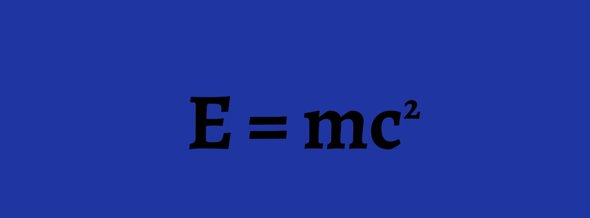 E = mc²